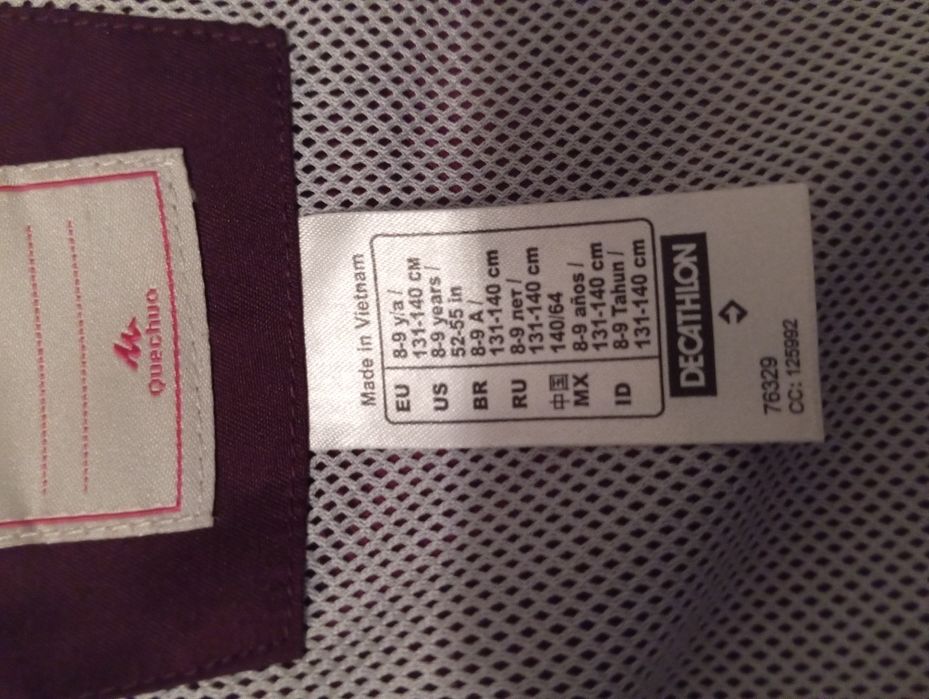 Quechua
Made in Vietnam
EU 8-9 y/a /
131-140 CM
US 8-9 years /
52-55 in
BR 8-9 A /
131-140 cm
RU 8-9 лет /
131-140 cm
中国 140/64
MX 8-9 años /
131-140 cm
ID 8-9 Tahun /
131-140 cm
DECATHLON
76329
CC: 125992